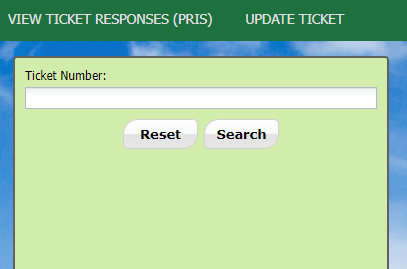 VIEW TICKET RESPONSES (PRIS) UPDATE TICKET
Ticket Number:
Reset Search